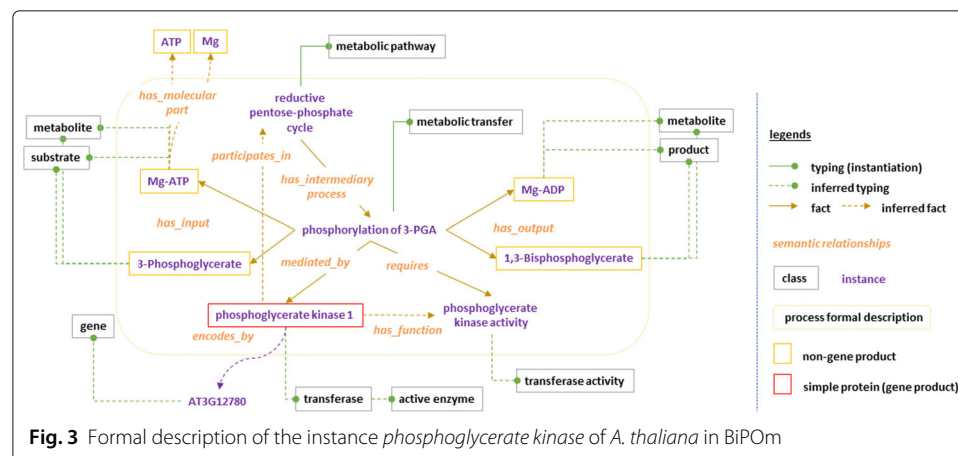 ATP
Mg
metabolic pathway
has_molecular
part
reductive
pentose-phosphate
cycle
metabolite
metabolic transfer
metabolite
substrate
participates_in
product
Mg-ATP
has_intermediary
process
Mg-ADP
has_input
phosphorylation of 3-PGA
has_output
3-Phosphoglycerate
mediated_by
requires
1,3-Bisphosphoglycerate
gene
phosphoglycerate kinase 1
phosphoglycerate
kinase activity
encodes_by
has_function
AT3G12780
transferase
active enzyme
transferase activity
legends
typing (instantiation)
inferred typing
fact
inferred fact
semantic relationships
class
instance
process formal description
non-gene product
simple protein (gene product)
Fig. 3 Formal description of the instance phosphoglycerate kinase of A. thaliana in BiPOm